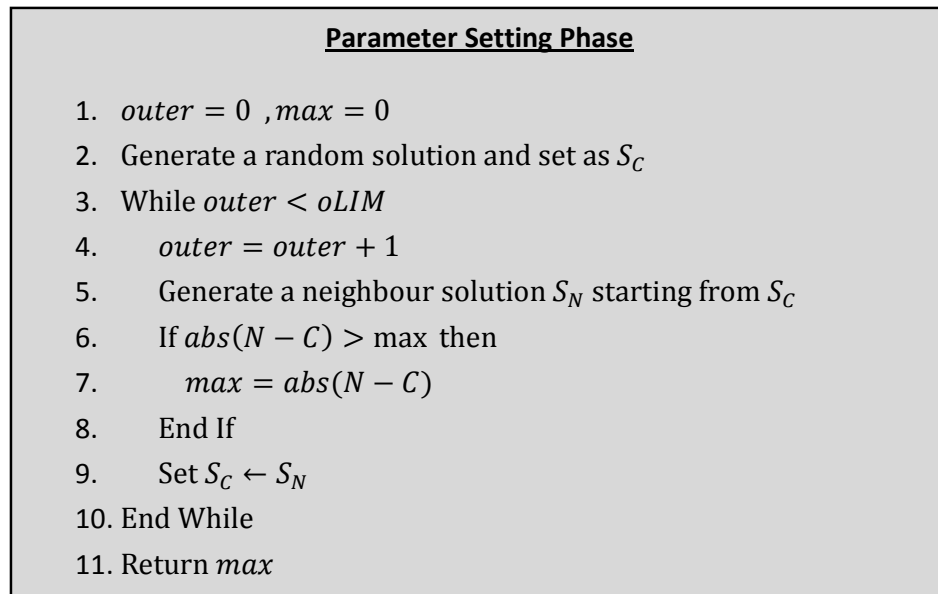 Parameter Setting Phase
1. outer = 0 , max = 0
2. Generate a random solution and set as S_C
3. While outer < oLIM
4. outer = outer + 1
5. Generate a neighbour solution S_N starting from S_C
6. If abs(N − C) > max then
7. max = abs(N − C)
8. End If
9. Set S_C ← S_N
10. End While
11. Return max